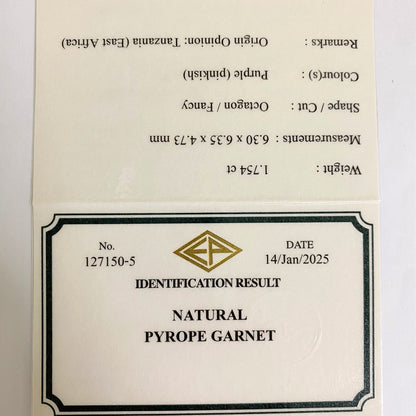 Weight : 1.754 ct
Measurements : 6.30 x 6.35 x 4.73 mm
Shape / Cut : Octagon / Fancy
Colour(s) : Purple (pinkish)
Remarks : Origin Opinion: Tanzania (East Africa)
No. DATE
127150-5 14/Jan/2025
IDENTIFICATION RESULT
NATURAL
PYROPE GARNET